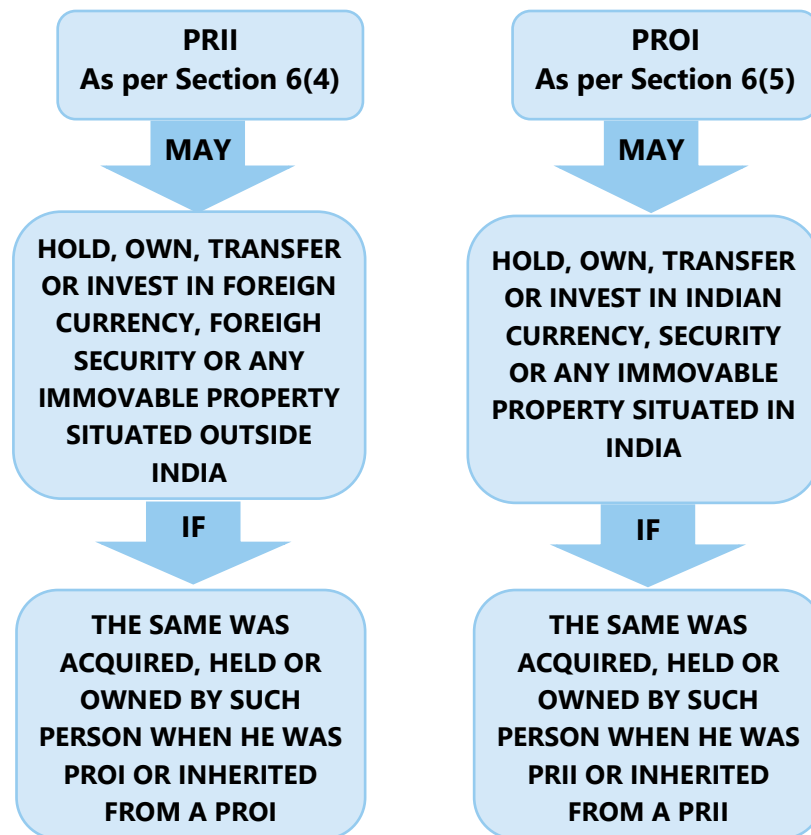 PRII
As per Section 6(4)
MAY
HOLD, OWN, TRANSFER
OR INVEST IN FOREIGN
CURRENCY, FOREIGH
SECURITY OR ANY
IMMOVABLE PROPERTY
SITUATED OUTSIDE
INDIA
IF
THE SAME WAS
ACQUIRED, HELD OR
OWNED BY SUCH
PERSON WHEN HE WAS
PROI OR INHERITED
FROM A PROI
PROI
As per Section 6(5)
MAY
HOLD, OWN, TRANSFER
OR INVEST IN INDIAN
CURRENCY, SECURITY
OR ANY IMMOVABLE
PROPERTY SITUATED IN
INDIA
IF
THE SAME WAS
ACQUIRED, HELD OR
OWNED BY SUCH
PERSON WHEN HE WAS
PRII OR INHERITED
FROM A PRII